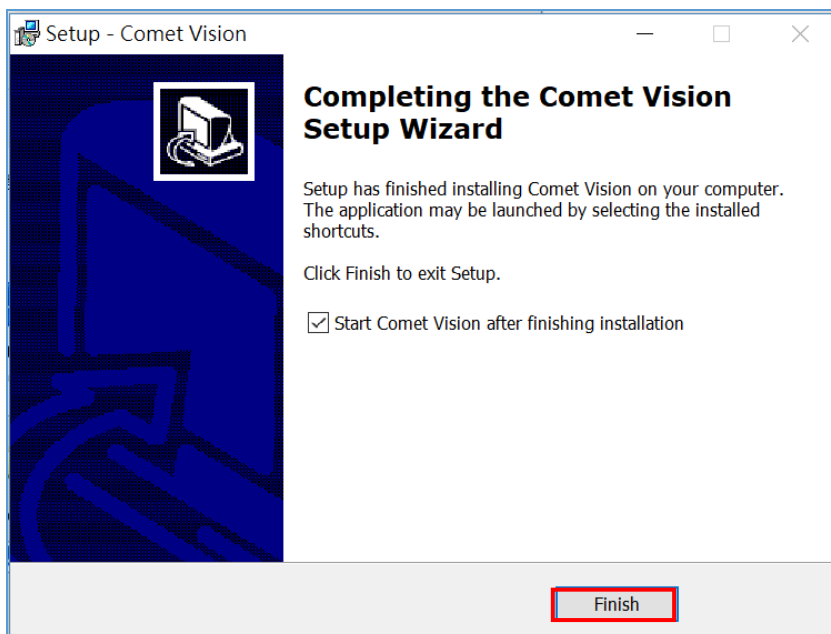 Setup - Comet Vision
Completing the Comet Vision
Setup Wizard
Setup has finished installing Comet Vision on your computer.
The application may be launched by selecting the installed
shortcuts.
Click Finish to exit Setup.
Start Comet Vision after finishing installation
Finish